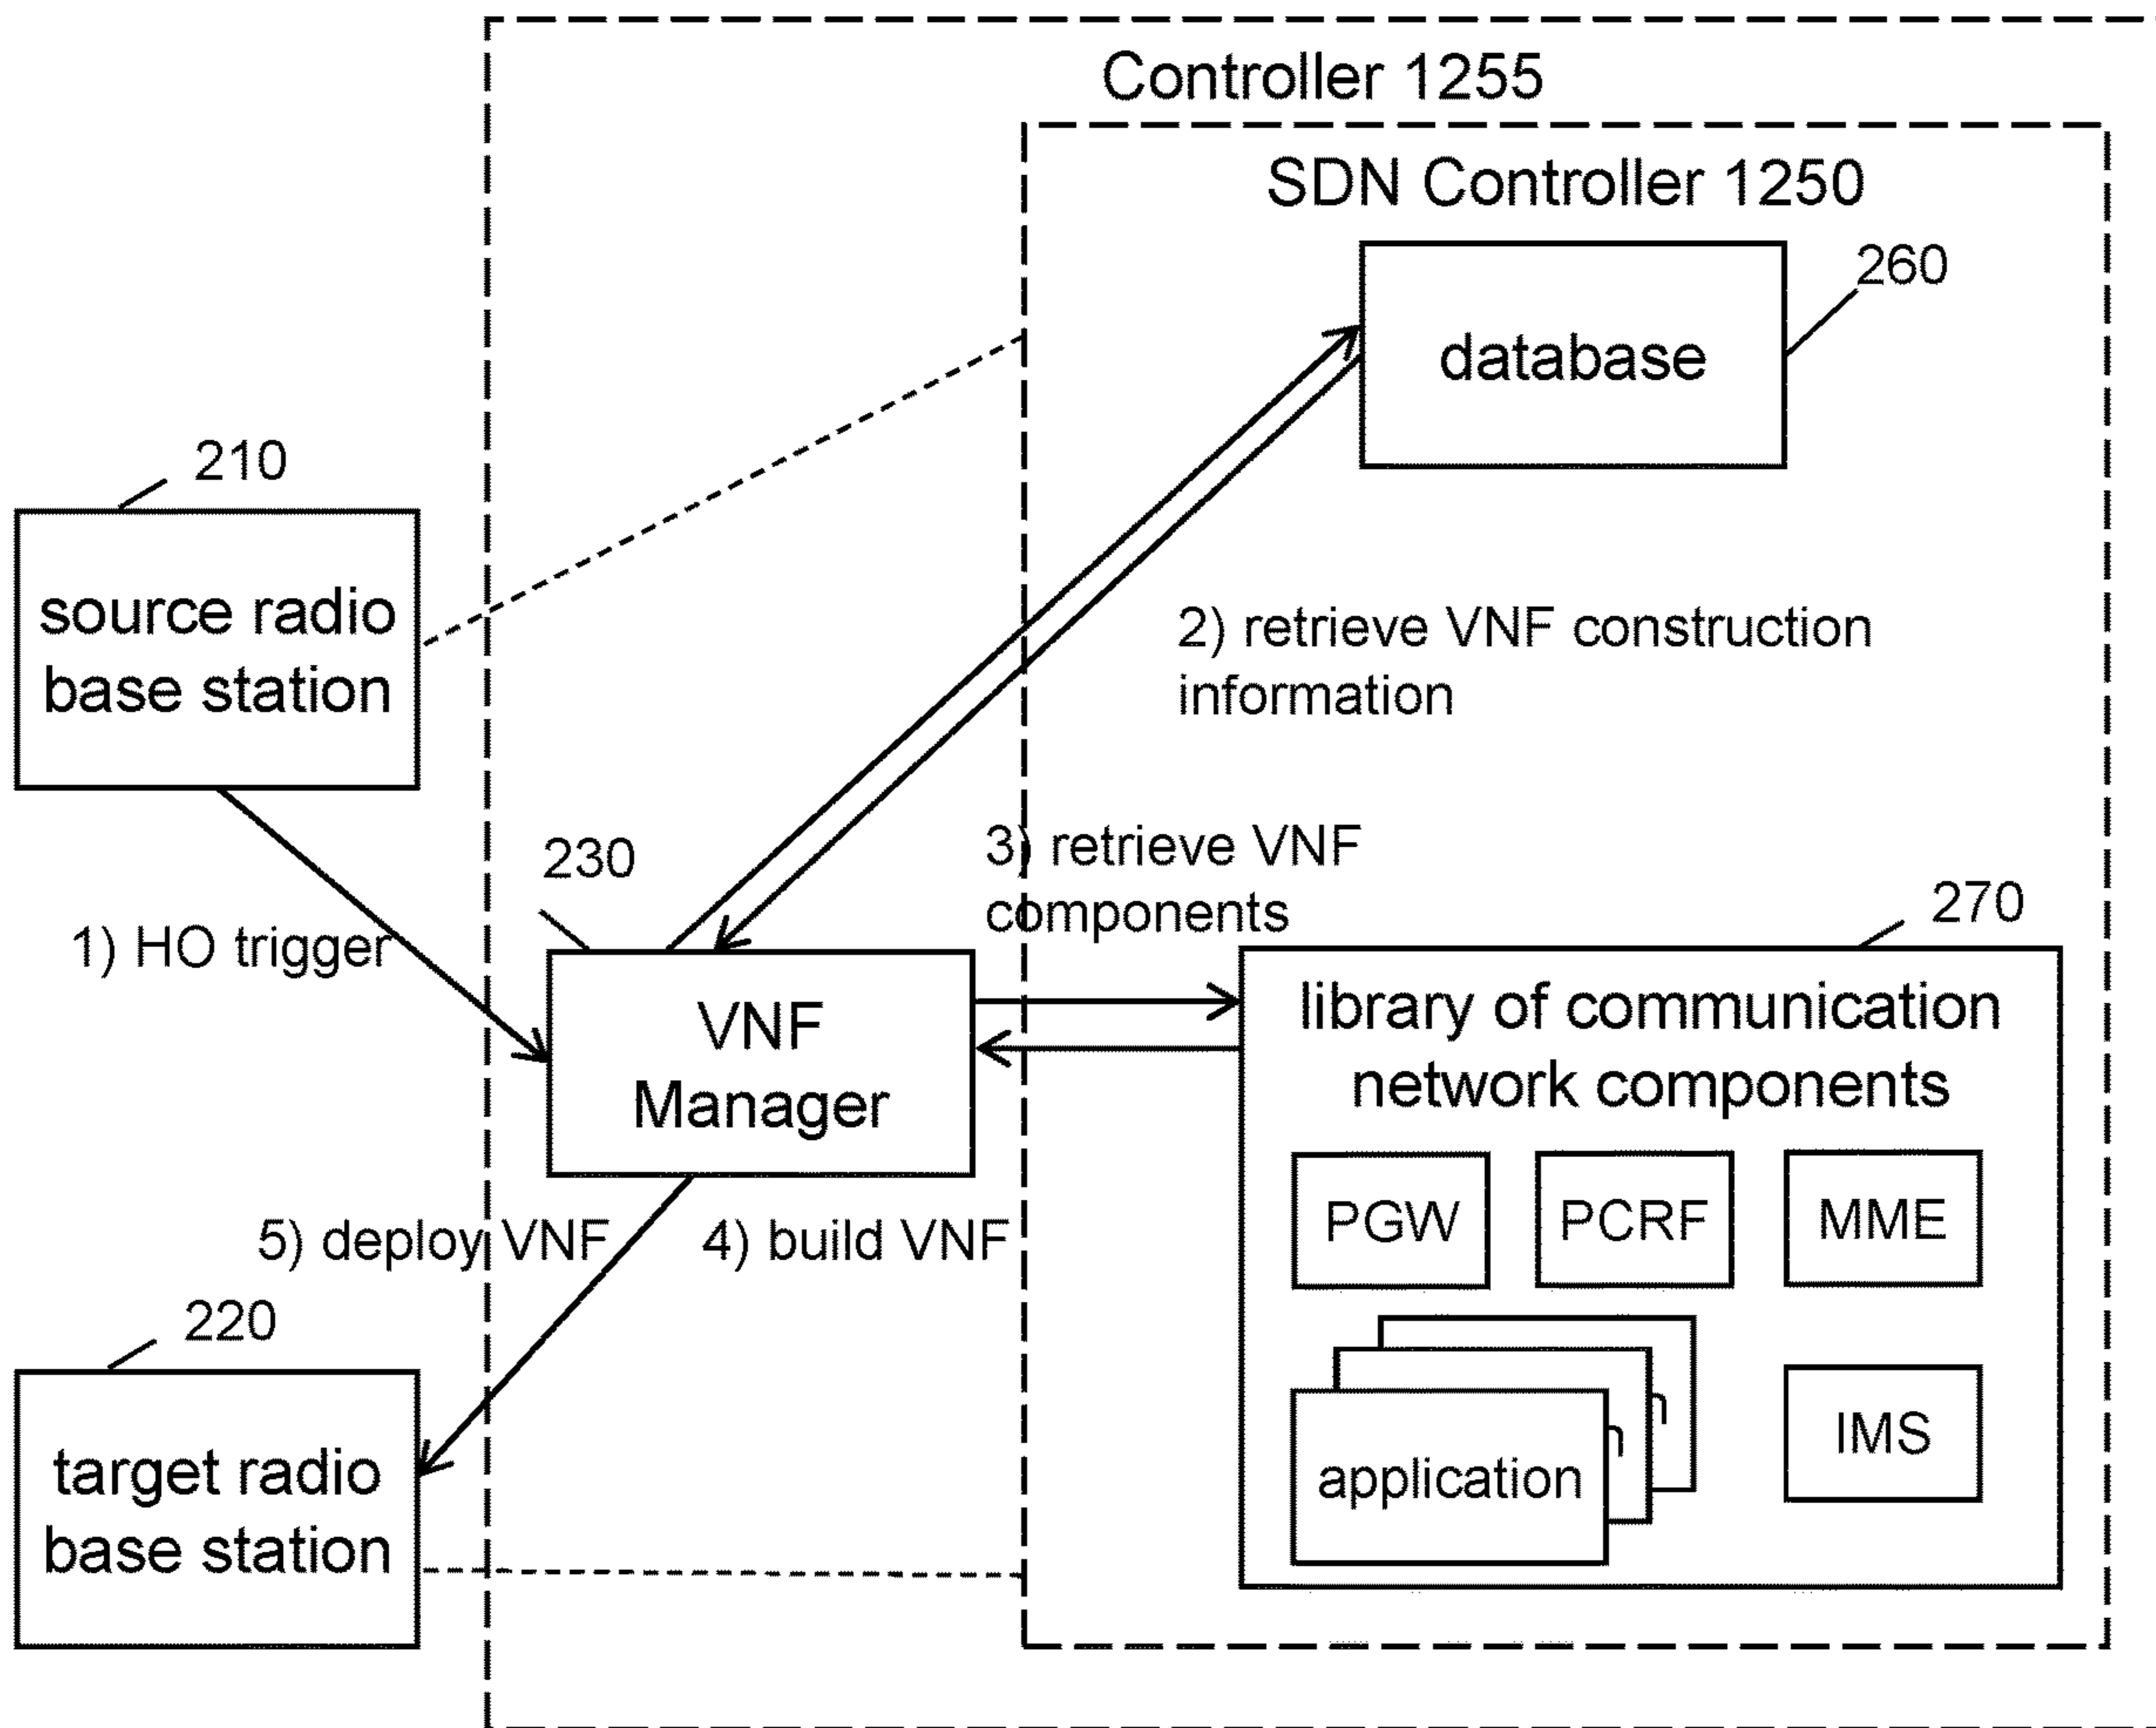 Controller 1255
SDN Controller 1250
260
database
210
source radio
base station
2) retrieve VNF construction
information
230
3) retrieve VNF
components
270
1) HO trigger
VNF
Manager
library of communication
network components
PGW
PCRF
MME
5) deploy VNF
4) build VNF
220
target radio
base station
application
n
n
IMS